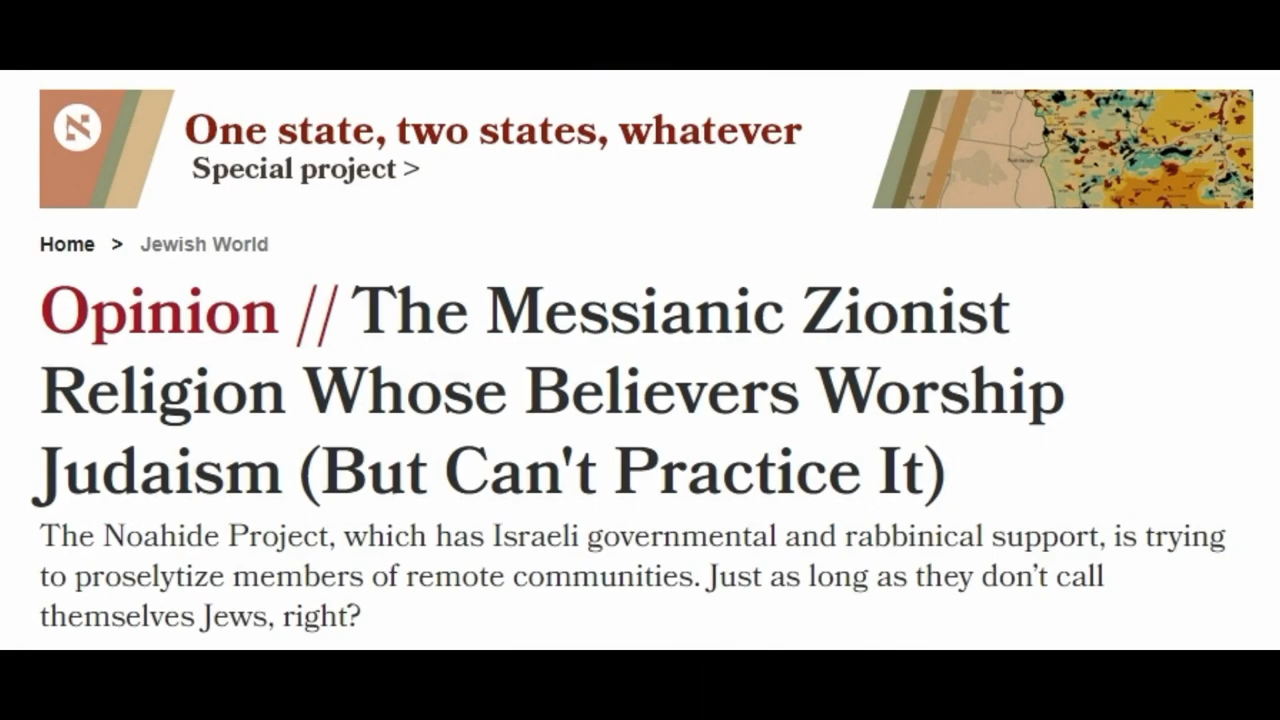 א
One state, two states, whatever
Special project >
Home > Jewish World
Opinion // The Messianic Zionist
Religion Whose Believers Worship
Judaism (But Can't Practice It)
The Noahide Project, which has Israeli governmental and rabbinical support, is trying
to proselytize members of remote communities. Just as long as they don’t call
themselves Jews, right?